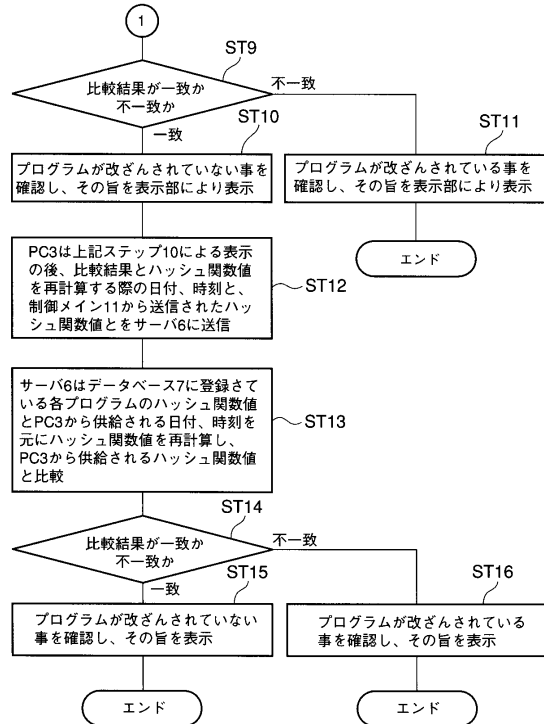 1
ST9
比較結果が一致か
不一致か
不一致
一致
ST10
プログラムが改ざんされていない事を
確認し、その旨を表示部により表示
ST11
プログラムが改ざんされている事を
確認し、その旨を表示部により表示
エンド
PC3は上記ステップ10による表示
の後、比較結果とハッシュ関数値
を再計算する際の日付、時刻と、
制御メイン11から送信されたハッ
シュ関数値とをサーバ6に送信
ST12
サーバ6はデータベース7に登録さて
いる各プログラムのハッシュ関数値
とPC3から供給される日付、時刻を
元にハッシュ関数値を再計算し、
PC3から供給されるハッシュ関数値
と比較
ST13
ST14
比較結果が一致か
不一致か
不一致
一致
ST15
プログラムが改ざんされていない
事を確認し、その旨を表示
エンド
ST16
プログラムが改ざんされている
事を確認し、その旨を表示
エンド